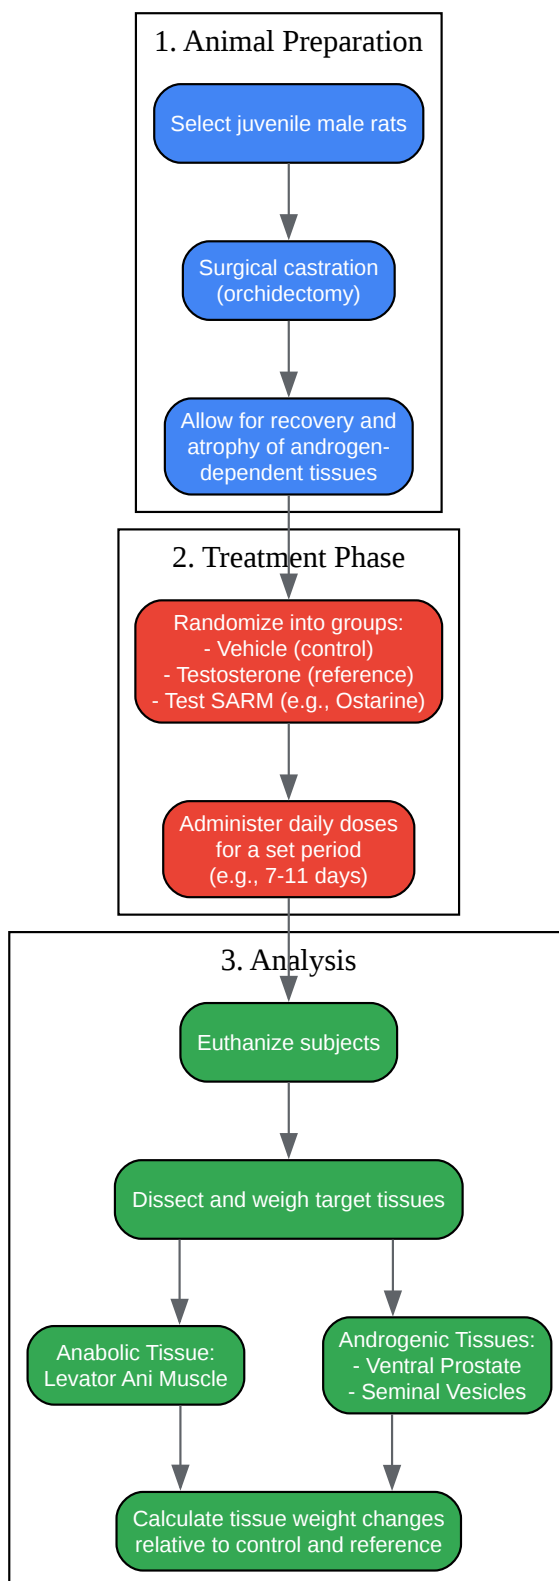 1. Animal Preparation
Select juvenile male rats
Surgical castration
(orchidectomy)
Allow for recovery and
atrophy of androgen-
dependent tissues
2. Treatment Phase
Randomize into groups:
- Vehicle (control)
- Testosterone (reference)
- Test SARM (e.g., Ostarine)
Administer daily doses
for a set period
(e.g., 7-11 days)
3. Analysis
Euthanize subjects
Dissect and weigh target tissues
Anabolic Tissue:
Levator Ani Muscle
Androgenic Tissues:
- Ventral Prostate
- Seminal Vesicles
Calculate tissue weight changes
relative to control and reference